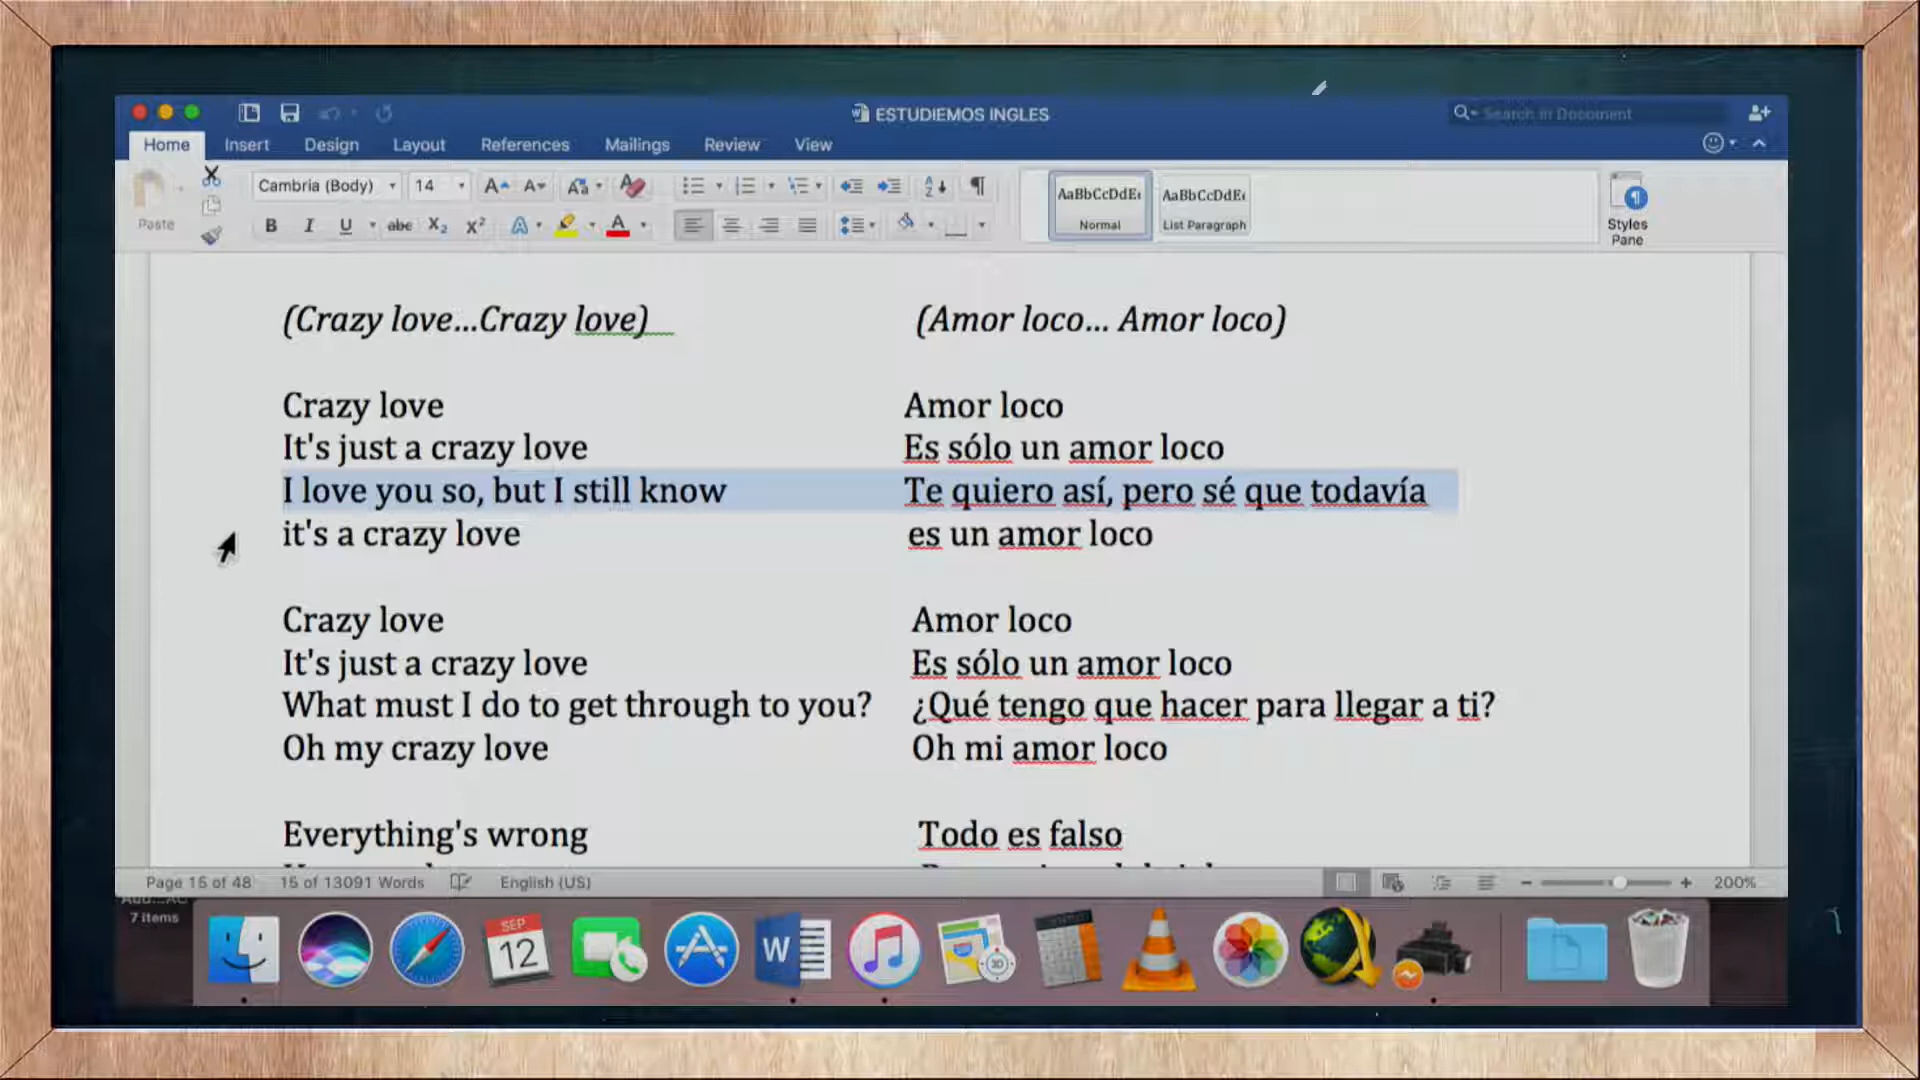 ESTUDIEMOS INGLES
Search in Document
Home Insert Design Layout References Mailings Review View
Paste
Cambria (Body) 14
AaBbCcDdEe AaBbCcDdEe
Normal List Paragraph
Styles
Pane
(Crazy love...Crazy love) (Amor loco... Amor loco)
Crazy love Amor loco
It's just a crazy love Es sólo un amor loco
I love you so, but I still know Te quiero así, pero sé que todavía
it's a crazy love es un amor loco
Crazy love Amor loco
It's just a crazy love Es sólo un amor loco
What must I do to get through to you? ¿Qué tengo que hacer para llegar a ti?
Oh my crazy love Oh mi amor loco
Everything's wrong Todo es falso
Page 15 of 48 15 of 13091 Words English (US) 200%
7 items
SEP
12
W
3D